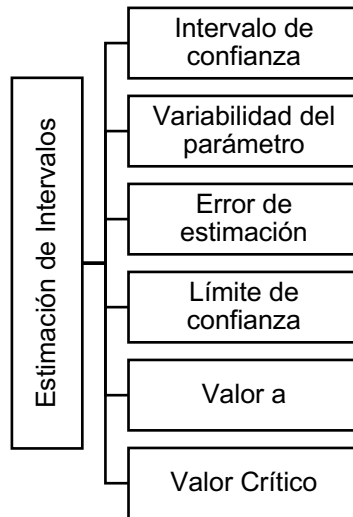 Estimación de Intervalos
Intervalo de
confianza
Variabilidad del
parámetro
Error de
estimación
Límite de
confianza
Valor a
Valor Crítico